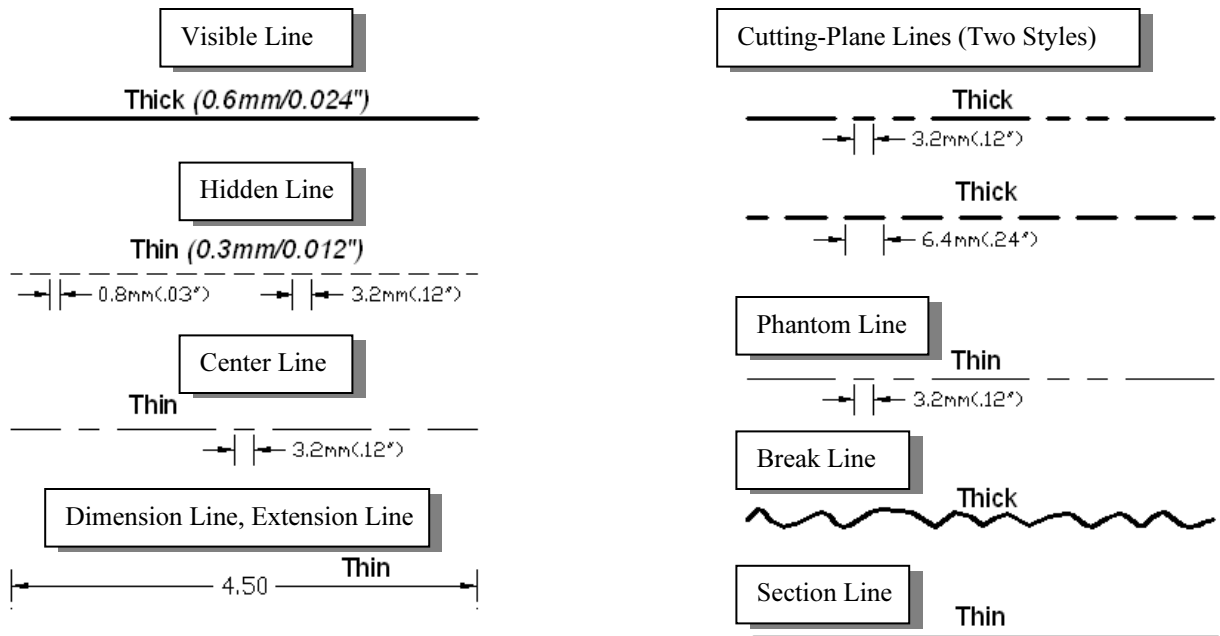 Visible Line
Thick (0.6mm/0.024")
Hidden Line
Thin (0.3mm/0.012")
0.8mm(.03")
3.2mm(.12")
Center Line
Thin
3.2mm(.12")
Dimension Line, Extension Line
Thin
4.50
Cutting-Plane Lines (Two Styles)
Thick
3.2mm(.12")
Thick
6.4mm(.24")
Phantom Line
Thin
3.2mm(.12")
Break Line
Thick
Section Line
Thin